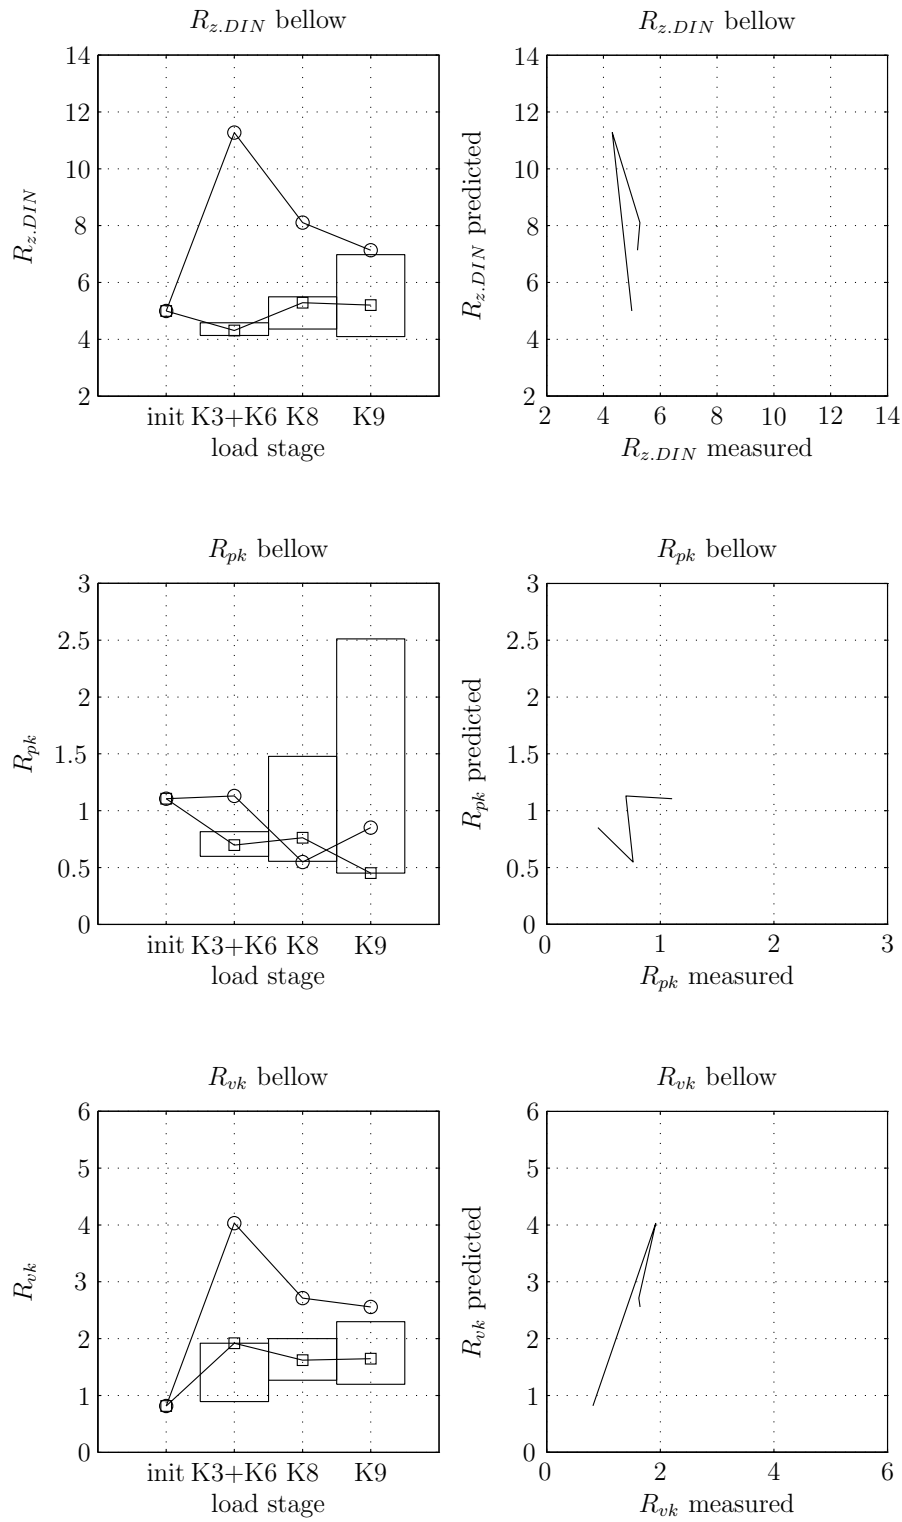 R_{z.DIN} bellow
14
12
10
8
6
4
2
R_{z.DIN}
init K3+K6 K8 K9
load stage
R_{z.DIN} bellow
14
12
10
8
6
4
2
R_{z.DIN} predicted
2 4 6 8 10 12 14
R_{z.DIN} measured
R_{pk} bellow
3
2.5
2
1.5
1
0.5
0
R_{pk}
init K3+K6 K8 K9
load stage
R_{pk} bellow
3
2
1
0
R_{pk} predicted
0 1 2 3
R_{pk} measured
R_{vk} bellow
6
5
4
3
2
1
0
R_{vk}
init K3+K6 K8 K9
load stage
R_{vk} bellow
6
5
4
3
2
1
0
R_{vk} predicted
0 2 4 6
R_{vk} measured